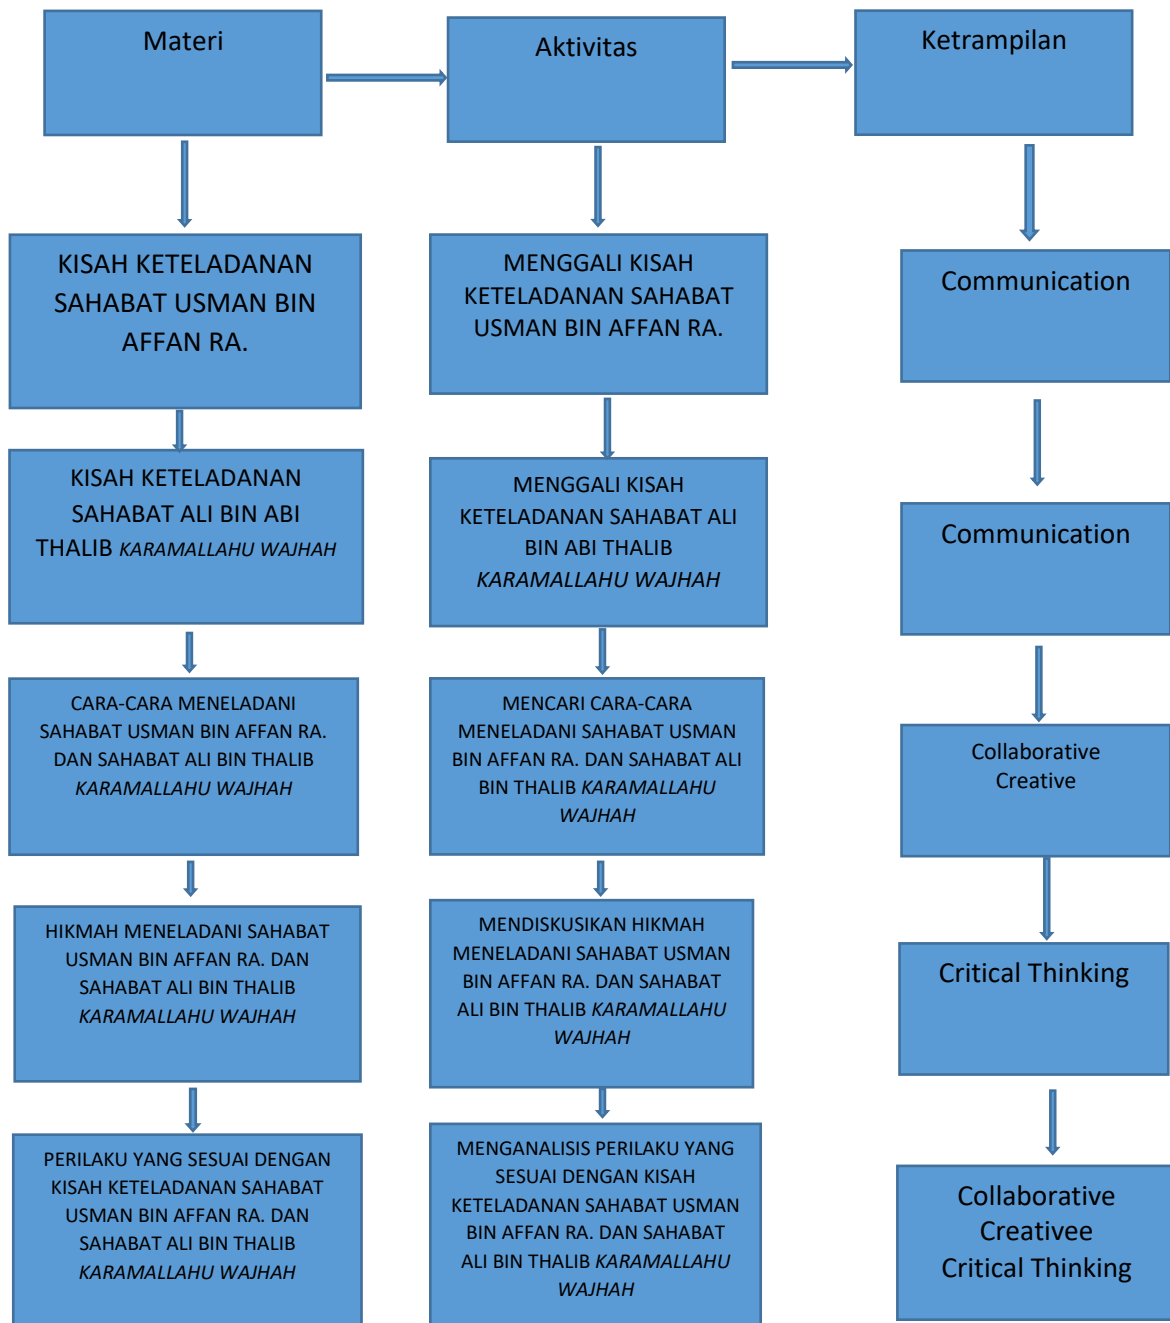 Materi
Aktivitas
Ketrampilan
KISAH KETELADANAN
SAHABAT USMAN BIN
AFFAN RA.
MENGGALI KISAH
KETELADANAN SAHABAT
USMAN BIN AFFAN RA.
Communication
KISAH KETELADANAN
SAHABAT ALI BIN ABI
THALIB KARAMALLAHU WAJHAH
MENGGALI KISAH
KETELADANAN SAHABAT ALI
BIN ABI THALIB
KARAMALLAHU WAJHAH
Communication
CARA-CARA MENELADANI
SAHABAT USMAN BIN AFFAN RA.
DAN SAHABAT ALI BIN THALIB
KARAMALLAHU WAJHAH
MENCARI CARA-CARA
MENELADANI SAHABAT USMAN
BIN AFFAN RA. DAN SAHABAT ALI
BIN THALIB KARAMALLAHU
WAJHAH
Collaborative
Creative
HIKMAH MENELADANI SAHABAT
USMAN BIN AFFAN RA. DAN
SAHABAT ALI BIN THALIB
KARAMALLAHU WAJHAH
MENDISKUSIKAN HIKMAH
MENELADANI SAHABAT USMAN
BIN AFFAN RA. DAN SAHABAT
ALI BIN THALIB KARAMALLAHU
WAJHAH
Critical Thinking
PERILAKU YANG SESUAI DENGAN
KISAH KETELADANAN SAHABAT
USMAN BIN AFFAN RA. DAN
SAHABAT ALI BIN THALIB
KARAMALLAHU WAJHAH
MENGANALISIS PERILAKU YANG
SESUAI DENGAN KISAH
KETELADANAN SAHABAT USMAN
BIN AFFAN RA. DAN SAHABAT
ALI BIN THALIB KARAMALLAHU
WAJHAH
Collaborative
Creativee
Critical Thinking